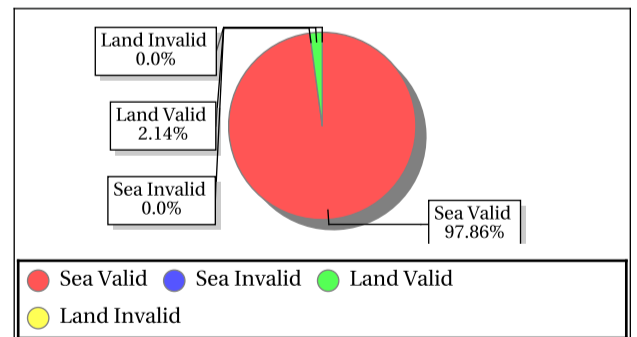 Land Invalid
0.0%
Land Valid
2.14%
Sea Invalid
0.0%
Sea Valid
97.86%
Sea Valid Sea Invalid Land Valid
Land Invalid